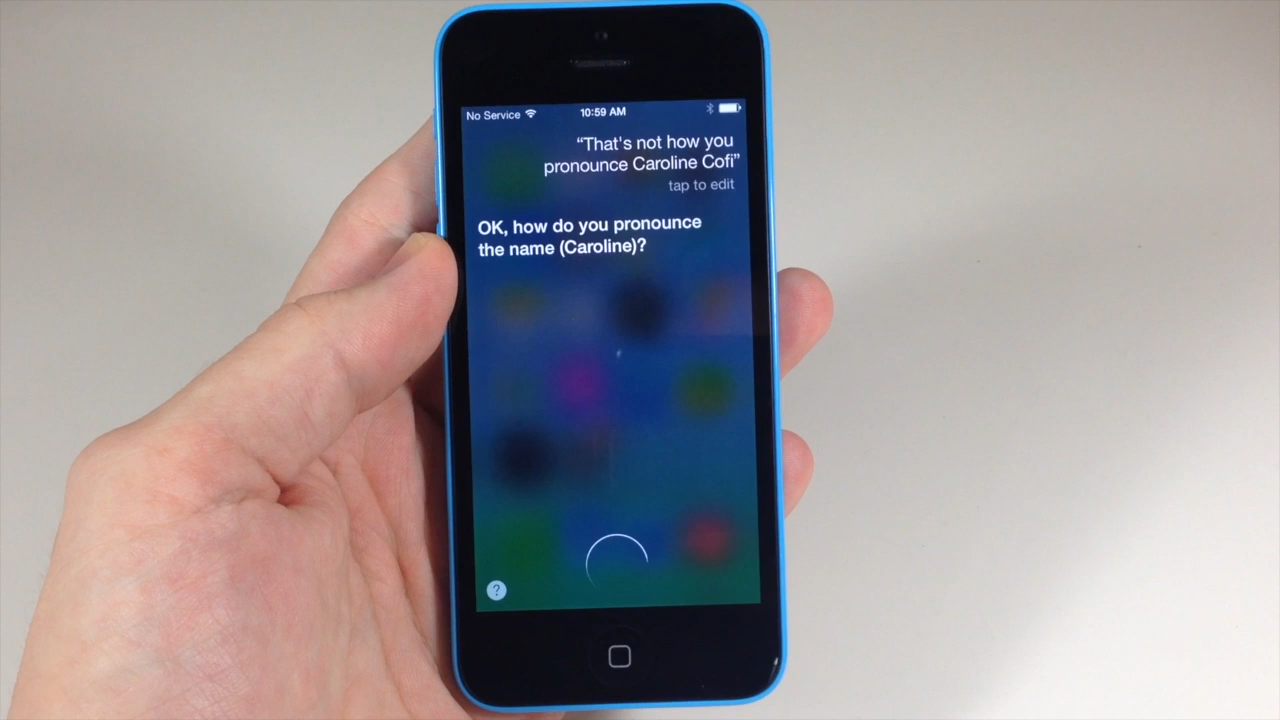 No Service 10:59 AM
“That's not how you
pronounce Caroline Cofi”
tap to edit
OK, how do you pronounce
the name (Caroline)?
?